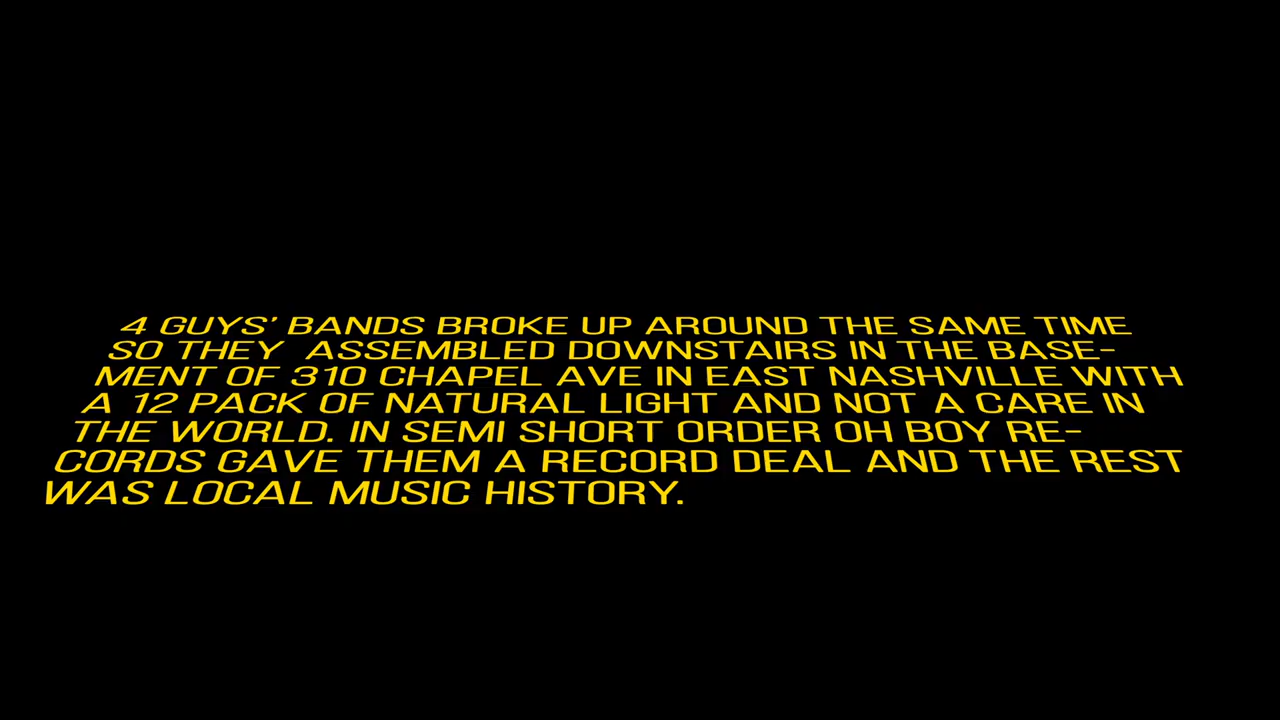 4 GUYS' BANDS BROKE UP AROUND THE SAME TIME
SO THEY ASSEMBLED DOWNSTAIRS IN THE BASE-
MENT OF 310 CHAPEL AVE IN EAST NASHVILLE WITH
A 12 PACK OF NATURAL LIGHT AND NOT A CARE IN
THE WORLD. IN SEMI SHORT ORDER OH BOY RE-
CORDS GAVE THEM A RECORD DEAL AND THE REST
WAS LOCAL MUSIC HISTORY.